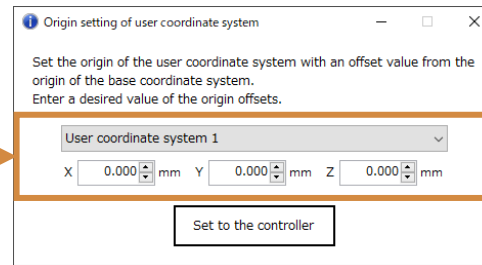 Origin setting of user coordinate system
Set the origin of the user coordinate system with an offset value from the
origin of the base coordinate system.
Enter a desired value of the origin offsets.
User coordinate system 1
X 0.000 mm Y 0.000 mm Z 0.000 mm
Set to the controller